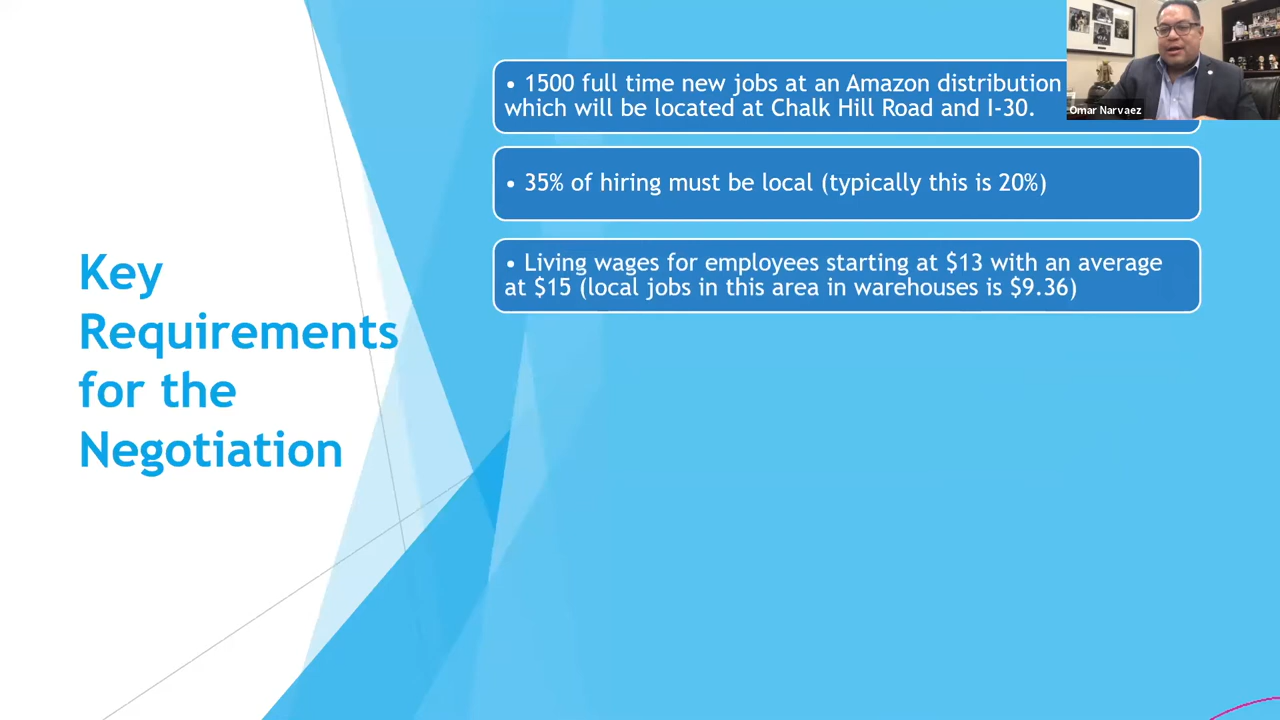 Key
Requirements
for the
Negotiation
• 1500 full time new jobs at an Amazon distribution
which will be located at Chalk Hill Road and I-30.
• 35% of hiring must be local (typically this is 20%)
• Living wages for employees starting at $13 with an average
at $15 (local jobs in this area in warehouses is $9.36)
Omar Narvaez